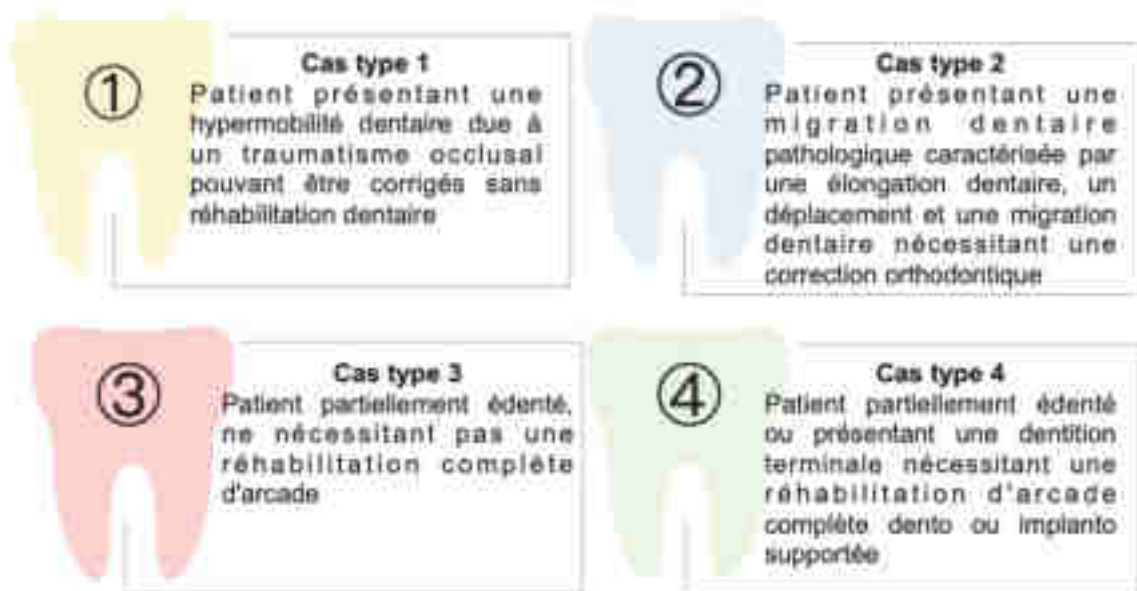 ①
Cas type 1
Patient présentant une
hypermobilité dentaire due à
un traumatisme occlusal
pouvant être corrigés sans
réhabilitation dentaire
②
Cas type 2
Patient présentant une
migration dentaire
pathologique caractérisée par
une élongation dentaire, un
déplacement et une migration
dentaire nécessitant une
correction orthodontique
③
Cas type 3
Patient partiellement édenté,
ne nécessitant pas une
réhabilitation complète
d'arcade
④
Cas type 4
Patient partiellement édenté
ou présentant une dentition
terminale nécessitant une
réhabilitation d'arcade
complète dento ou implanto
supportée